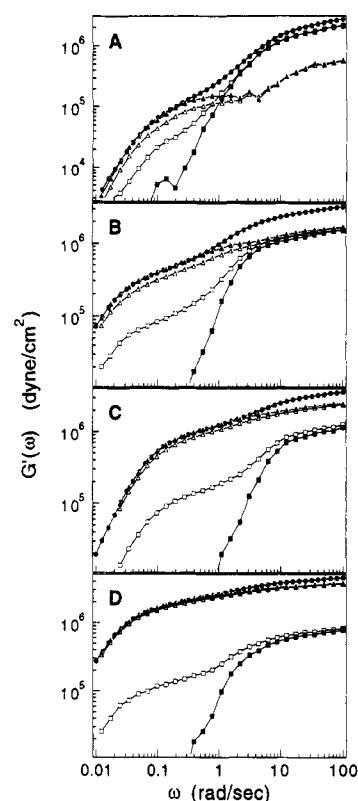 A
10⁶
10⁵
10⁴
B
10⁶
10⁵
C
10⁶
10⁵
D
10⁶
10⁵
G'(ω) (dyne/cm²)
0.01 0.1 1 10 100
ω (rad/sec)